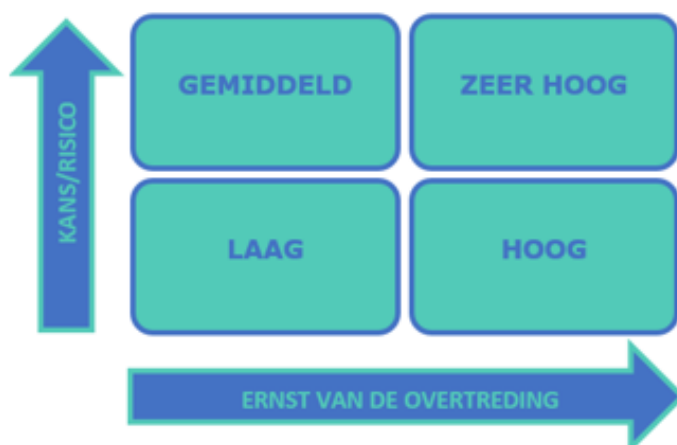 GEMIDDELD
ZEER HOOG
KANS/RISICO
LAAG
HOOG
ERNST VAN DE OVERTREDING